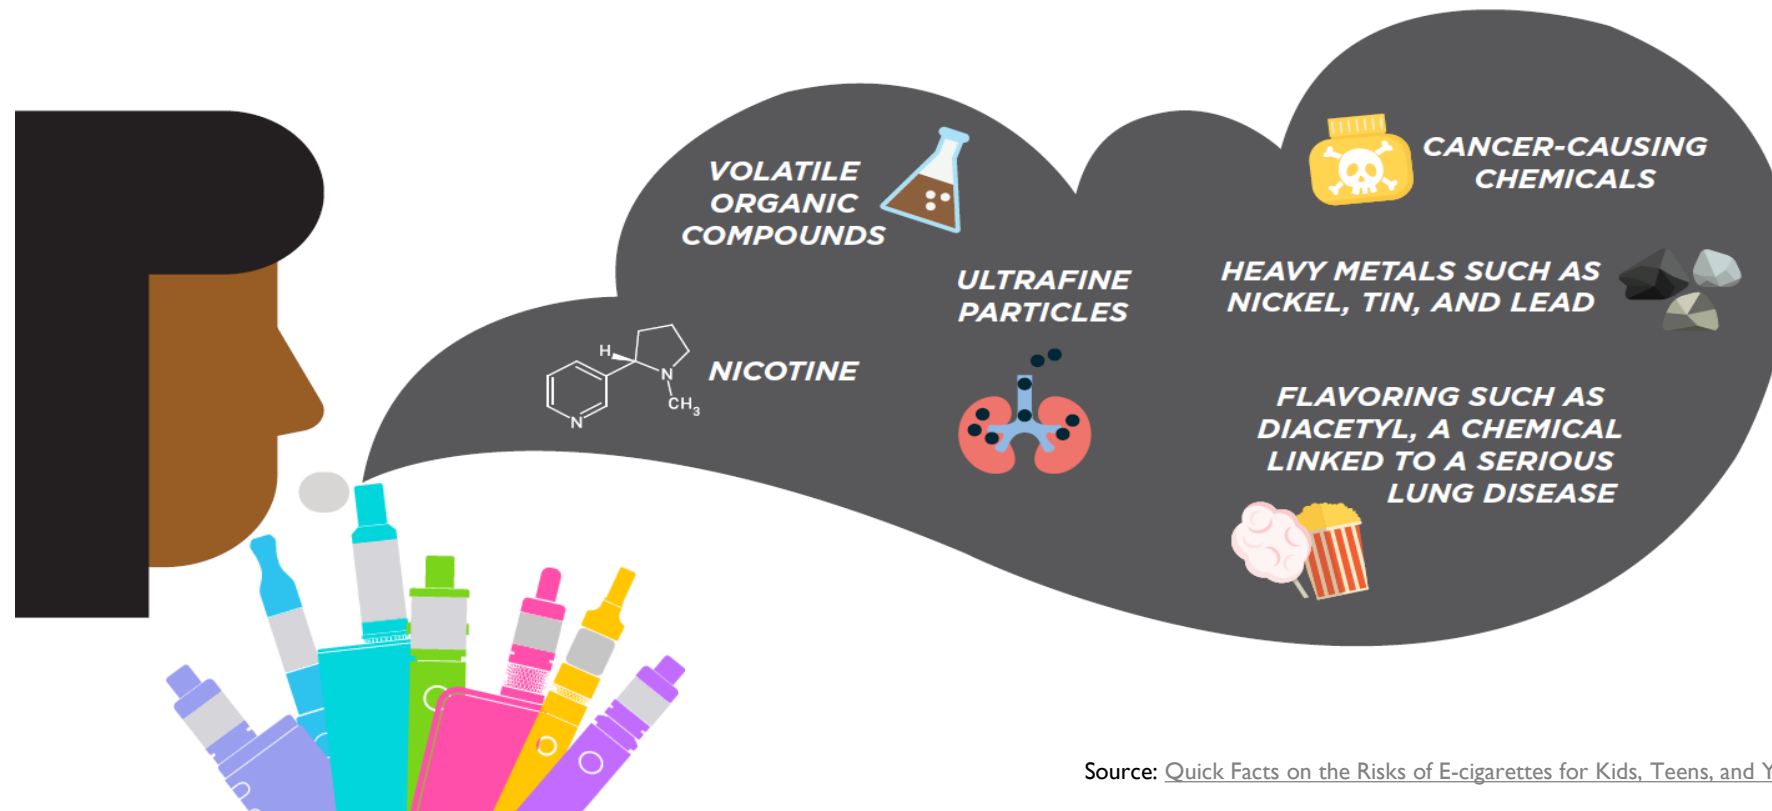 VOLATILE
ORGANIC
COMPOUNDS
ULTRAFINE
PARTICLES
H
N
CH3
N
NICOTINE
CANCER-CAUSING
CHEMICALS
HEAVY METALS SUCH AS
NICKEL, TIN, AND LEAD
FLAVORING SUCH AS
DIACETYL, A CHEMICAL
LINKED TO A SERIOUS
LUNG DISEASE
Source: Quick Facts on the Risks of E-cigarettes for Kids, Teens, and